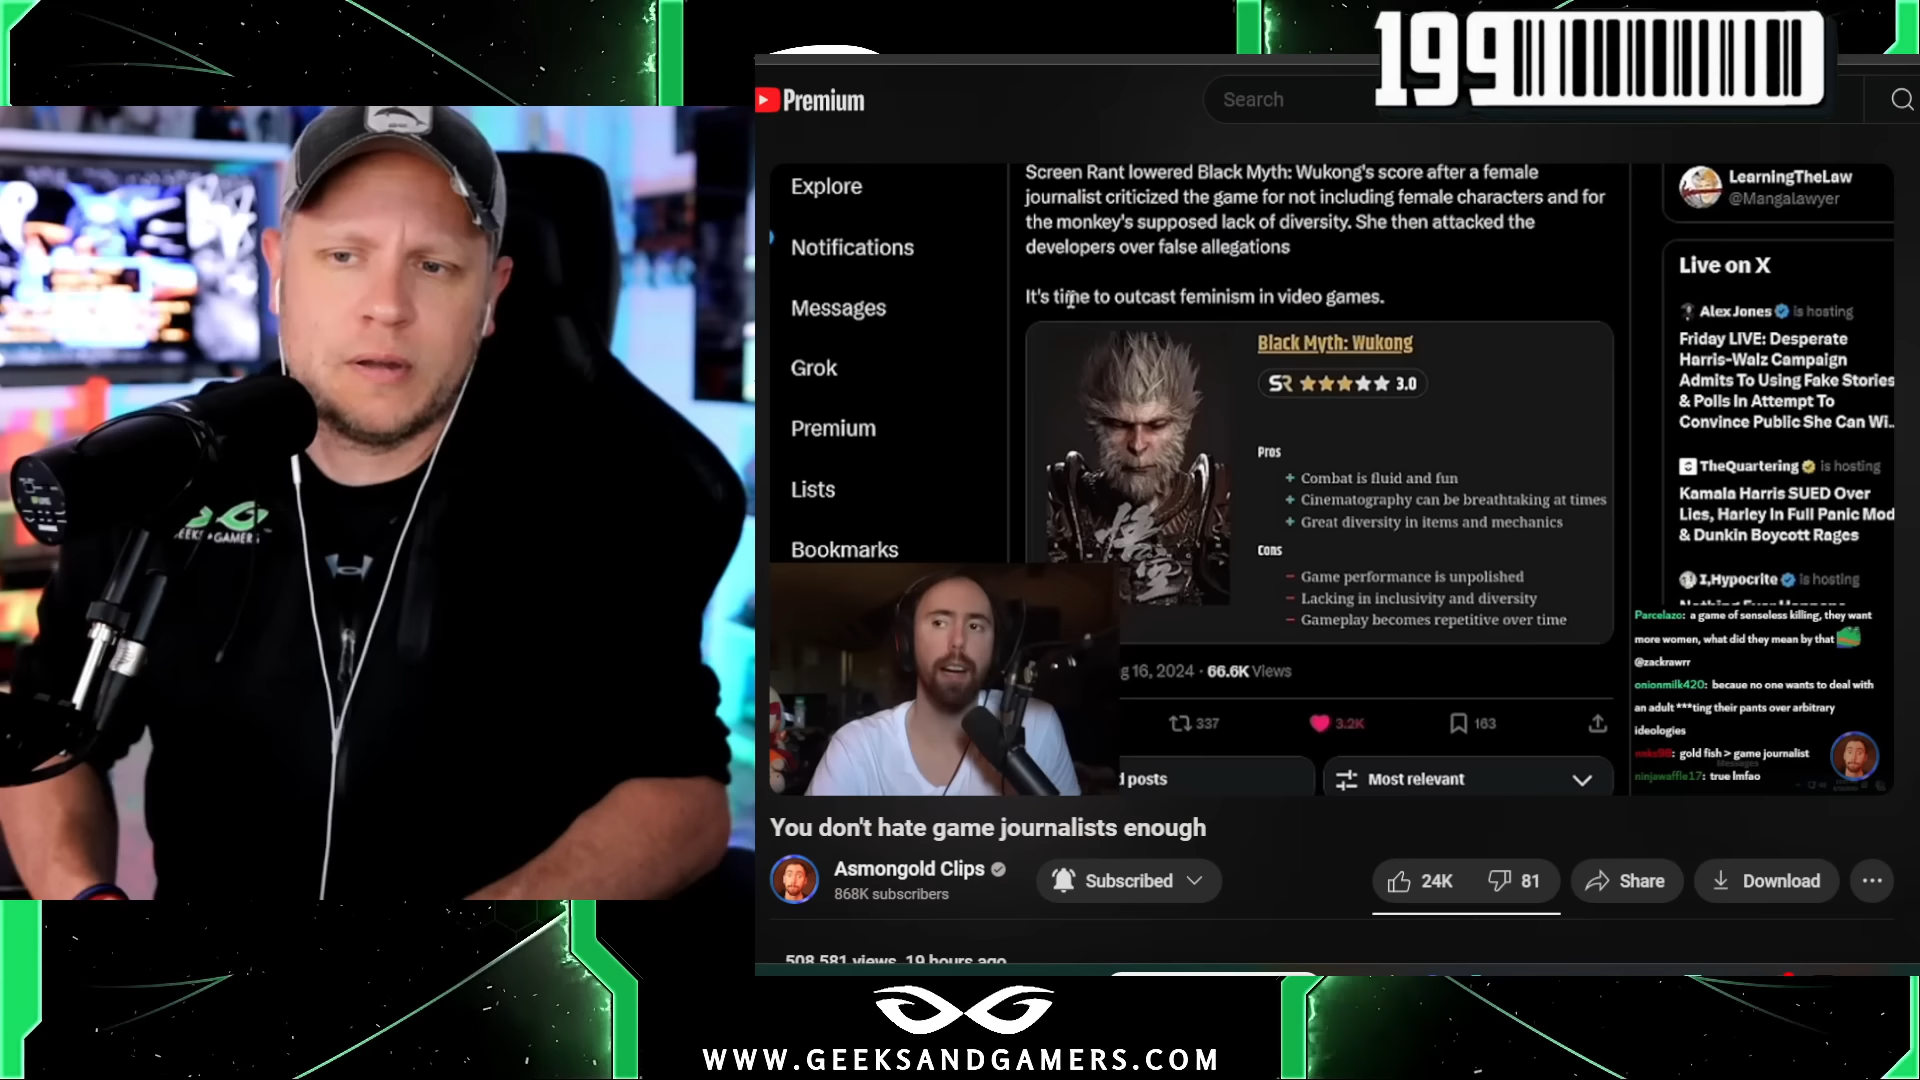 199
Premium
Search
Explore
Notifications
Messages
Grok
Premium
Lists
Bookmarks
Screen Rant lowered Black Myth: Wukong's score after a female
journalist criticized the game for not including female characters and for
the monkey's supposed lack of diversity. She then attacked the
developers over false allegations
It's time to outcast feminism in video games.
Black Myth: Wukong
SR 3.0
Pros
+ Combat is fluid and fun
+ Cinematography can be breathtaking at times
+ Great diversity in items and mechanics
Cons
- Game performance is unpolished
- Lacking in inclusivity and diversity
- Gameplay becomes repetitive over time
悟空
g 16, 2024 · 66.6K Views
337 3.2K 163
d posts
Most relevant
LearningTheLaw
@Mangalawyer
Live on X
Alex Jones is hosting
Friday LIVE: Desperate
Harris-Walz Campaign
Admits To Using Fake Stories
& Polls In Attempt To
Convince Public She Can Wi..
TheQuartering is hosting
Kamala Harris SUED Over
Lies, Harley In Full Panic Mod
& Dunkin Boycott Rages
I,Hypocrite is hosting
Parcelazo: a game of senseless killing, they want
more women, what did they mean by that
@zackrawrr
onionmilk420: becaue no one wants to deal with
an adult ***ting their pants over arbitrary
ideologies
gold fish > game journalist
ninjawaffle17: true lmfao
You don't hate game journalists enough
Asmongold Clips
868K subscribers
Subscribed
24K 81
Share
Download
508,581 views 19 hours ago
WWW.GEEKSANDGAMERS.COM